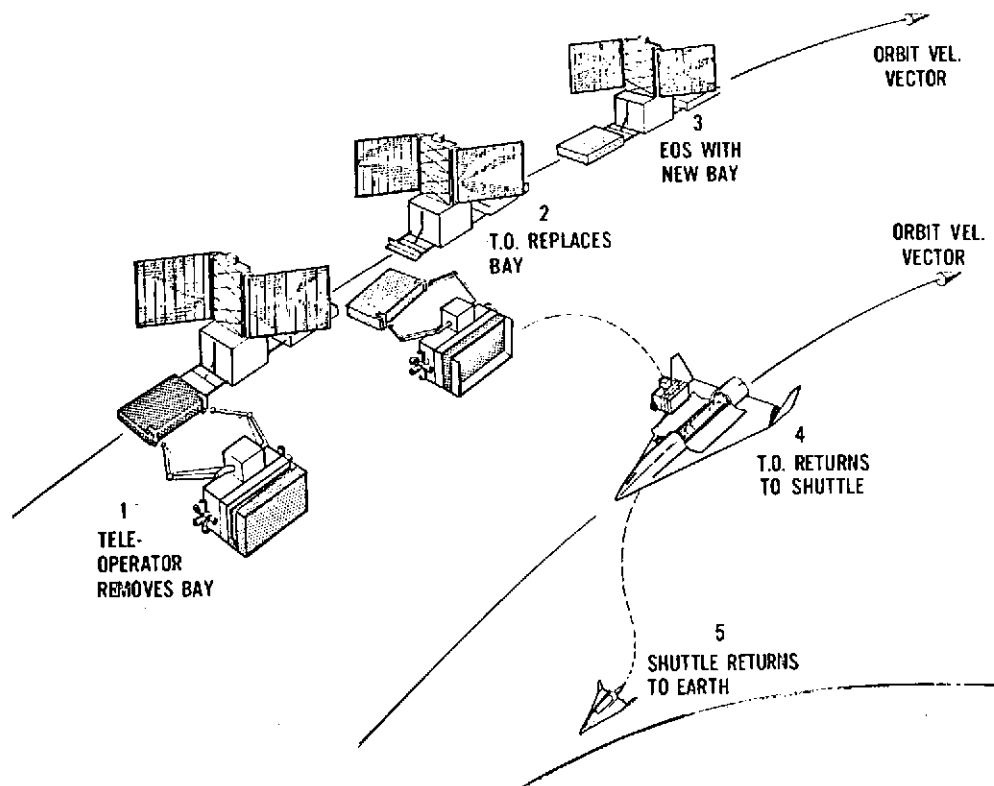 ORBIT VEL.
VECTOR
3
EOS WITH
NEW BAY
2
T.O. REPLACES
BAY
ORBIT VEL.
VECTOR
4
T.O. RETURNS
TO SHUTTLE
1
TELE-
OPERATOR
REMOVES BAY
5
SHUTTLE RETURNS
TO EARTH